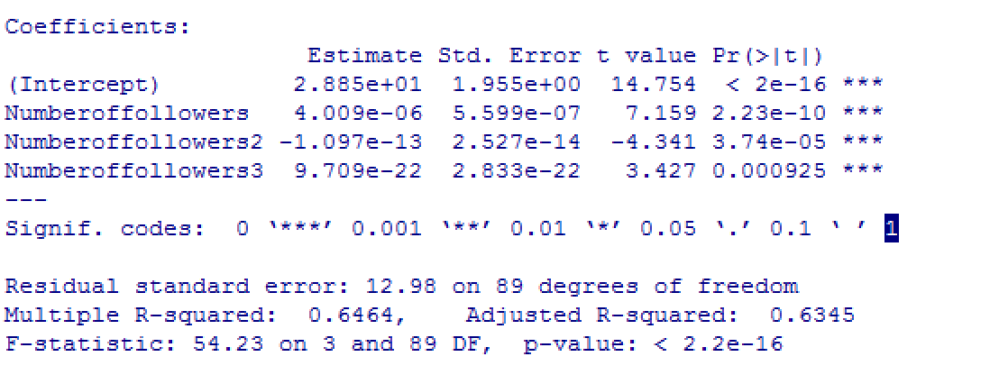 Coefficients:
                   Estimate Std. Error t value Pr(>|t|)
(Intercept)       2.885e+01  1.955e+00  14.754  < 2e-16 ***
Numberoffollowers   4.009e-06  5.599e-07   7.159 2.23e-10 ***
Numberoffollowers2 -1.097e-13  2.527e-14  -4.341 3.74e-05 ***
Numberoffollowers3  9.709e-22  2.833e-22   3.427 0.000925 ***
---
Signif. codes:  0 ‘***’ 0.001 ‘**’ 0.01 ‘*’ 0.05 ‘.’ 0.1 ‘ ’ 1
Residual standard error: 12.98 on 89 degrees of freedom
Multiple R-squared:  0.6464,    Adjusted R-squared:  0.6345
F-statistic: 54.23 on 3 and 89 DF,  p-value: < 2.2e-16